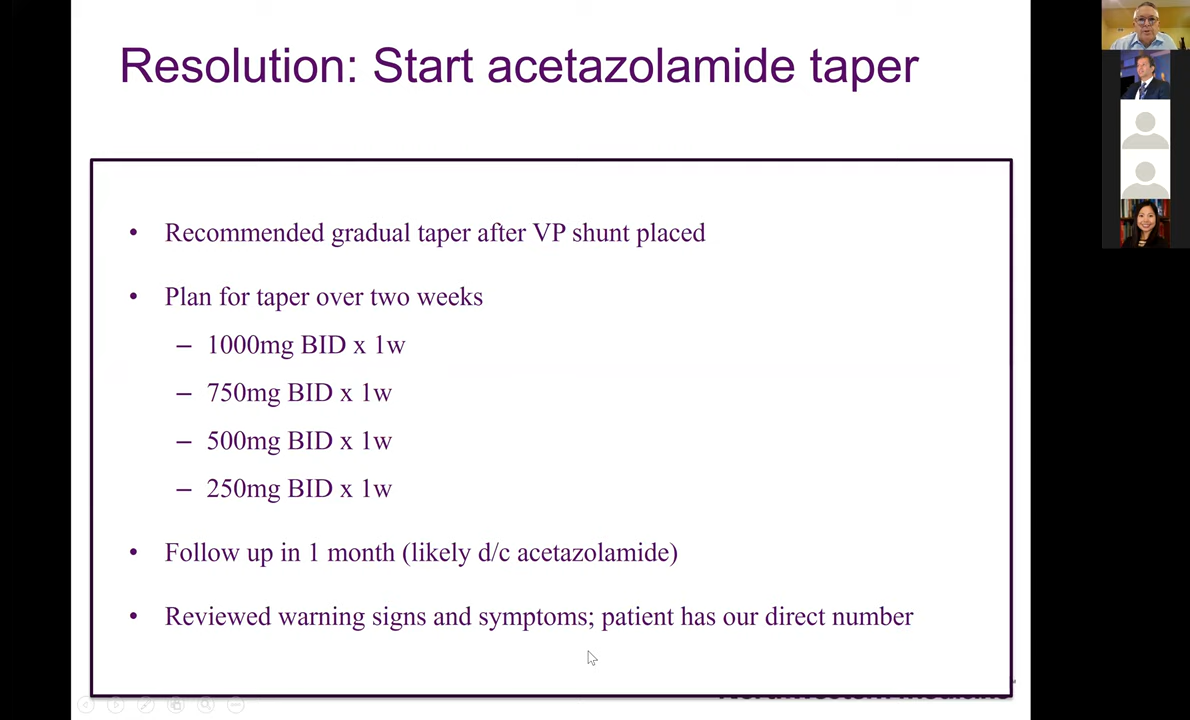 Resolution: Start acetazolamide taper
• Recommended gradual taper after VP shunt placed
• Plan for taper over two weeks
– 1000mg BID x 1w
– 750mg BID x 1w
– 500mg BID x 1w
– 250mg BID x 1w
• Follow up in 1 month (likely d/c acetazolamide)
• Reviewed warning signs and symptoms; patient has our direct number